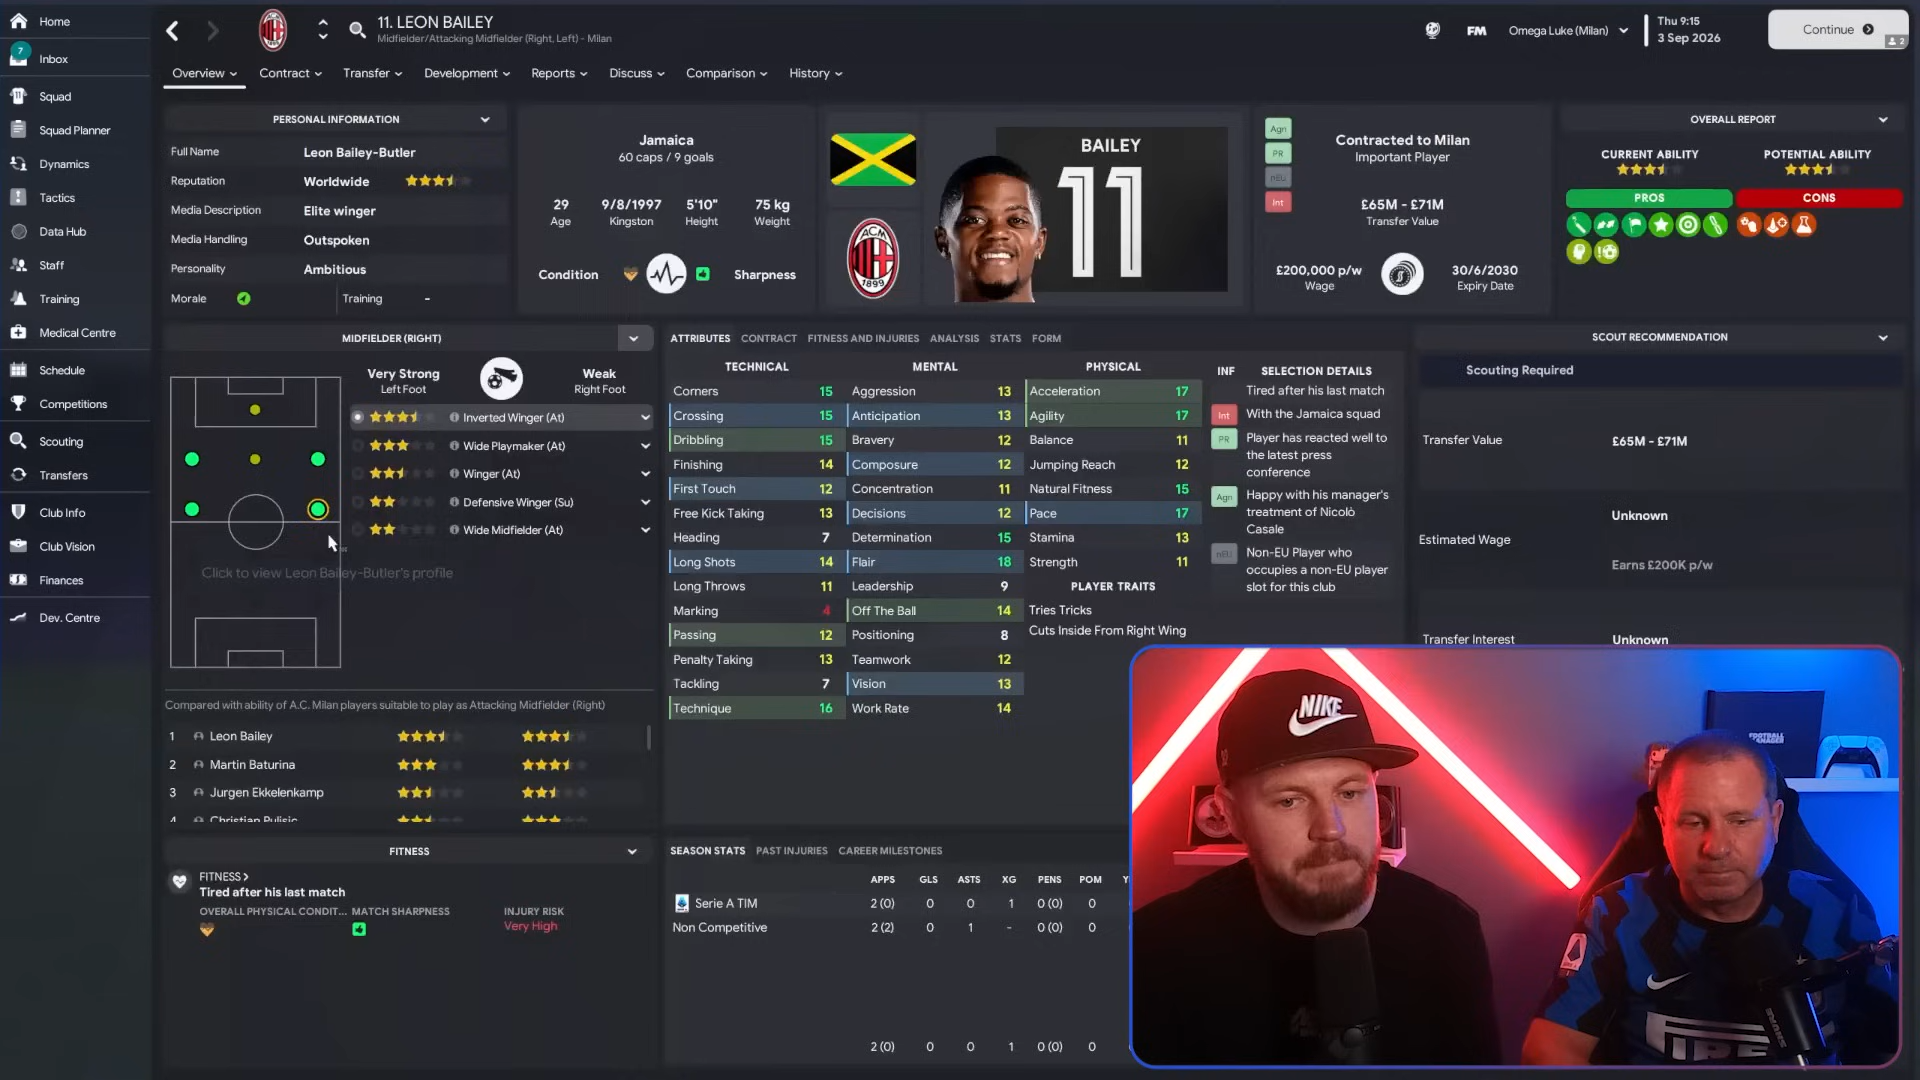 Home
7
Inbox
Squad
Squad Planner
Dynamics
Tactics
Data Hub
Staff
Training
Medical Centre
Schedule
Competitions
Scouting
Transfers
Club Info
Club Vision
Finances
Dev. Centre
11. LEON BAILEY
Midfielder/Attacking Midfielder (Right, Left) - Milan
FM
Omega Luke (Milan)
Thu 9:15
3 Sep 2026
Continue
2
Overview
Contract
Transfer
Development
Reports
Discuss
Comparison
History
PERSONAL INFORMATION
Full Name Leon Bailey-Butler
Reputation Worldwide
Media Description Elite winger
Media Handling Outspoken
Personality Ambitious
Morale
Training -
Jamaica
60 caps / 9 goals
29 9/8/1997 5'10" 75 kg
Age Kingston Height Weight
Condition Sharpness
ACM
1899
BAILEY
11
Agn
PR
nEU
Int
Contracted to Milan
Important Player
£65M - £71M
Transfer Value
£200,000 p/w
Wage
30/6/2030
Expiry Date
OVERALL REPORT
CURRENT ABILITY POTENTIAL ABILITY
PROS CONS
MIDFIELDER (RIGHT)
Very Strong
Left Foot
Weak
Right Foot
Inverted Winger (At)
Wide Playmaker (At)
Winger (At)
Defensive Winger (Su)
Wide Midfielder (At)
Click to view Leon Bailey-Butler's profile
Compared with ability of A.C. Milan players suitable to play as Attacking Midfielder (Right)
1 Leon Bailey
2 Martin Baturina
3 Jurgen Ekkelenkamp
4 Christian Pulisic
FITNESS
FITNESS >
Tired after his last match
OVERALL PHYSICAL CONDIT... MATCH SHARPNESS INJURY RISK
Very High
ATTRIBUTES CONTRACT FITNESS AND INJURIES ANALYSIS STATS FORM
TECHNICAL
Corners 15
Crossing 15
Dribbling 15
Finishing 14
First Touch 12
Free Kick Taking 13
Heading 7
Long Shots 14
Long Throws 11
Marking 4
Passing 12
Penalty Taking 13
Tackling 7
Technique 16
MENTAL
Aggression 13
Anticipation 13
Bravery 12
Composure 12
Concentration 11
Decisions 12
Determination 15
Flair 18
Leadership 9
Off The Ball 14
Positioning 8
Teamwork 12
Vision 13
Work Rate 14
PHYSICAL
Acceleration 17
Agility 17
Balance 11
Jumping Reach 12
Natural Fitness 15
Pace 17
Stamina 13
Strength 11
PLAYER TRAITS
Tries Tricks
Cuts Inside From Right Wing
INF SELECTION DETAILS
Tired after his last match
Int With the Jamaica squad
PR Player has reacted well to
the latest press
conference
Agn Happy with his manager's
treatment of Nicolò
Casale
nEU Non-EU Player who
occupies a non-EU player
slot for this club
SCOUT RECOMMENDATION
Scouting Required
Transfer Value £65M - £71M
Unknown
Estimated Wage
Earns £200K p/w
Transfer Interest Unknown
SEASON STATS PAST INJURIES CAREER MILESTONES
APPS GLS ASTS XG PENS POM
Serie A TIM 2 (0) 0 0 1 0 (0) 0
Non Competitive 2 (2) 0 1 - 0 (0) 0
2 (0) 0 0 1 0 (0) 0
NIKE
FOOTBALL
MANAGER